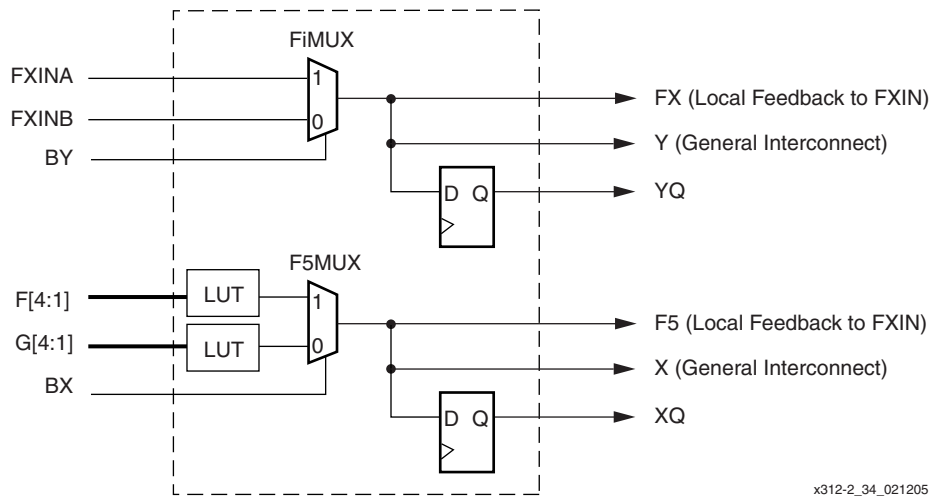 FiMUX
FXINA
1
FX (Local Feedback to FXIN)
FXINB
0
Y (General Interconnect)
BY
D Q
YQ
F5MUX
F[4:1]
LUT
1
F5 (Local Feedback to FXIN)
G[4:1]
LUT
0
X (General Interconnect)
BX
D Q
XQ
x312-2_34_021205